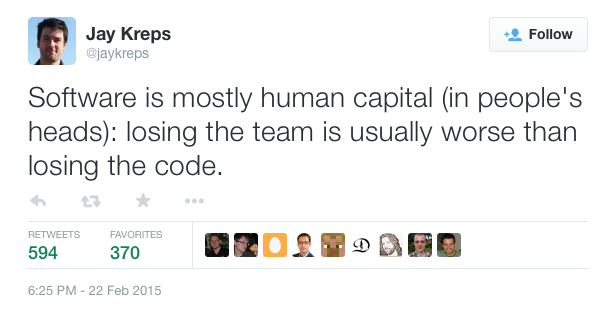 Jay Kreps
@jaykreps
Follow
Software is mostly human capital (in people's
heads): losing the team is usually worse than
losing the code.
RETWEETS FAVORITES
594 370
6:25 PM - 22 Feb 2015